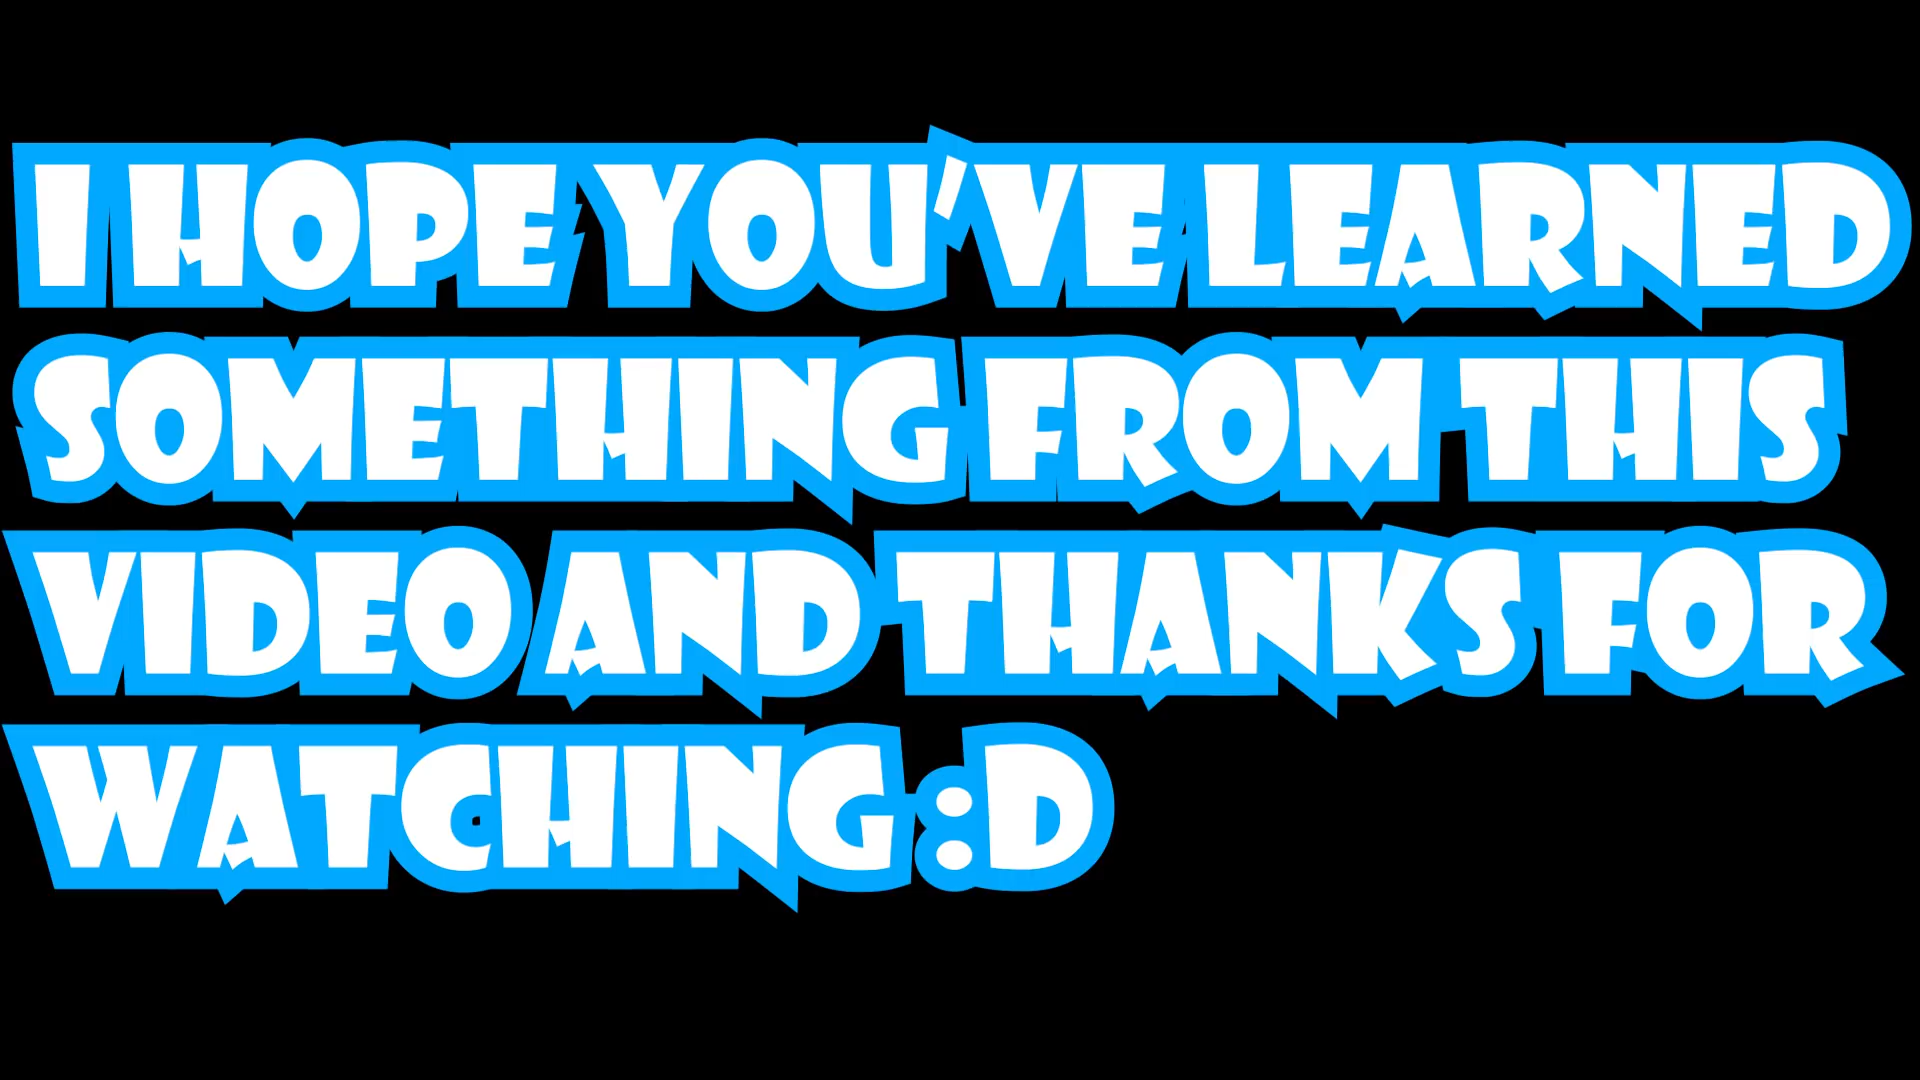 I HOPE YOU'VE LEARNED
SOMETHING FROM THIS
VIDEO AND THANKS FOR
WATCHING :D